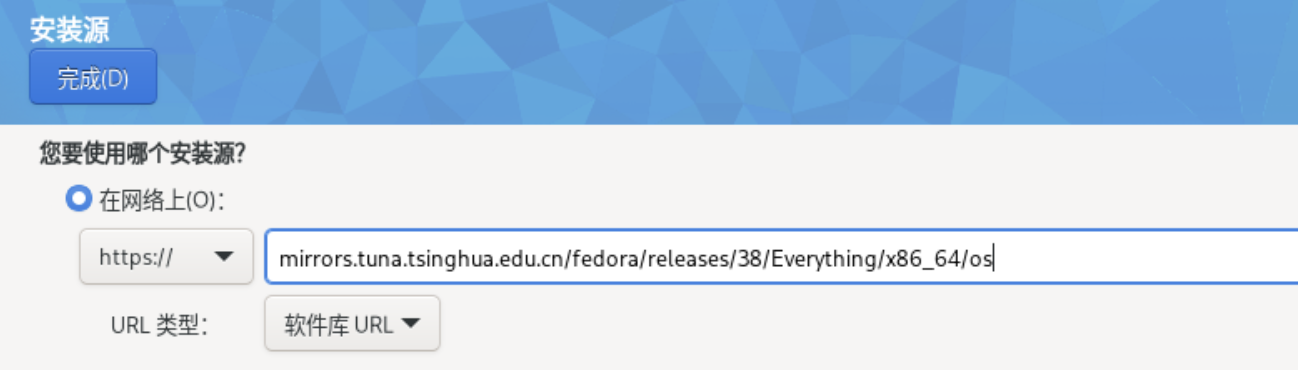 安装源
完成(D)
您要使用哪个安装源？
在网络上(O)：
https:// mirrors.tuna.tsinghua.edu.cn/fedora/releases/38/Everything/x86_64/os
URL 类型： 软件库 URL